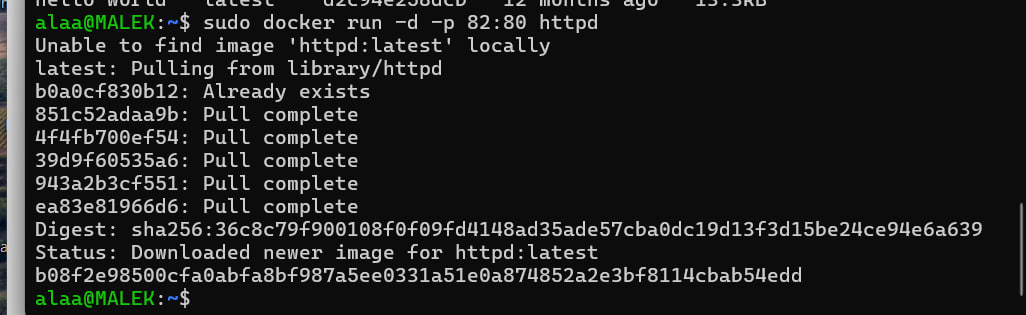 alaa@MALEK:~$ sudo docker run -d -p 82:80 httpd
Unable to find image 'httpd:latest' locally
latest: Pulling from library/httpd
b0a0cf830b12: Already exists
851c52adaa9b: Pull complete
4f4fb700ef54: Pull complete
39d9f60535a6: Pull complete
943a2b3cf551: Pull complete
ea83e81966d6: Pull complete
Digest: sha256:36c8c79f900108f0f09fd4148ad35ade57cba0dc19d13f3d15be24ce94e6a639
Status: Downloaded newer image for httpd:latest
b08f2e98500cfa0abfa8bf987a5ee0331a51e0a874852a2e3bf8114cbab54edd
alaa@MALEK:~$